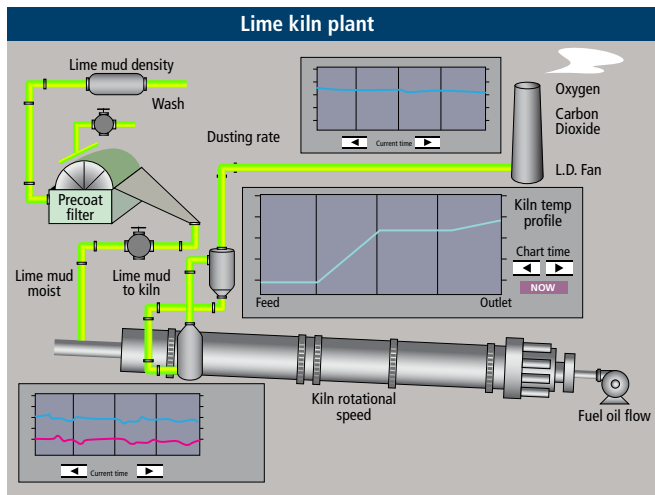 Lime kiln plant
Lime mud density
Wash
Dusting rate
Current time
Oxygen
Carbon
Dioxide
L.D. Fan
Precoat
filter
Kiln temp
profile
Chart time
NOW
Feed
Outlet
Lime mud
moist
Lime mud
to kiln
Kiln rotational
speed
Fuel oil flow
Current time